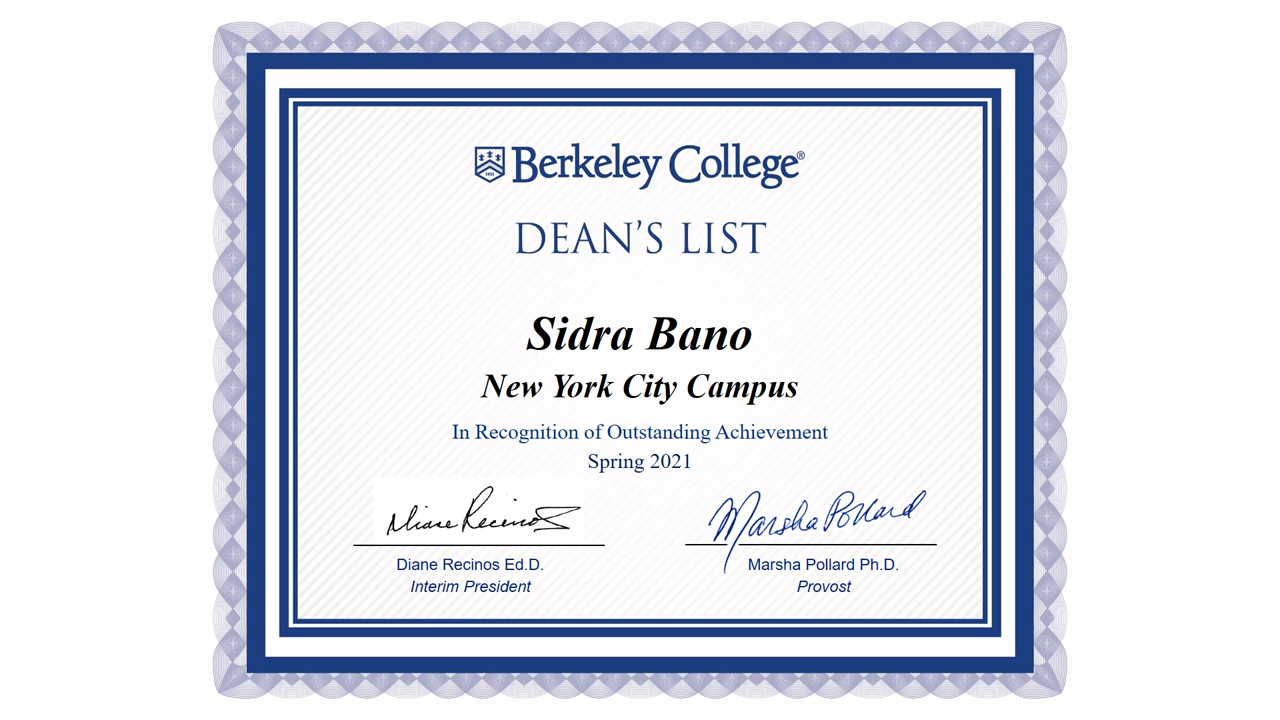 Berkeley College®
DEAN'S LIST
Sidra Bano
New York City Campus
In Recognition of Outstanding Achievement
Spring 2021
Diane Recinos
Marsha Pollard
Diane Recinos Ed.D.
Marsha Pollard Ph.D.
Interim President
Provost